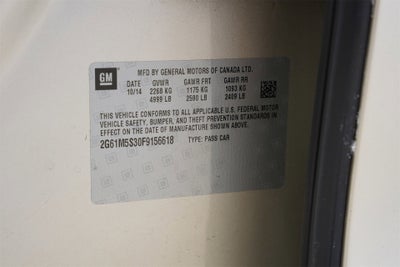 GM
MFD BY GENERAL MOTORS OF CANADA LTD.
DATE GVWR GAWR FRT GAWR RR
10/14 2268 KG 1175 KG 1093 KG
4999 LB 2590 LB 2409 LB
THIS VEHICLE CONFORMS TO ALL APPLICABLE U.S. FEDERAL MOTOR
VEHICLE SAFETY, BUMPER, AND THEFT PREVENTION STANDARDS IN
EFFECT ON THE DATE OF MANUFACTURE SHOWN ABOVE.
2G61M5S30F9156618 TYPE: PASS CAR